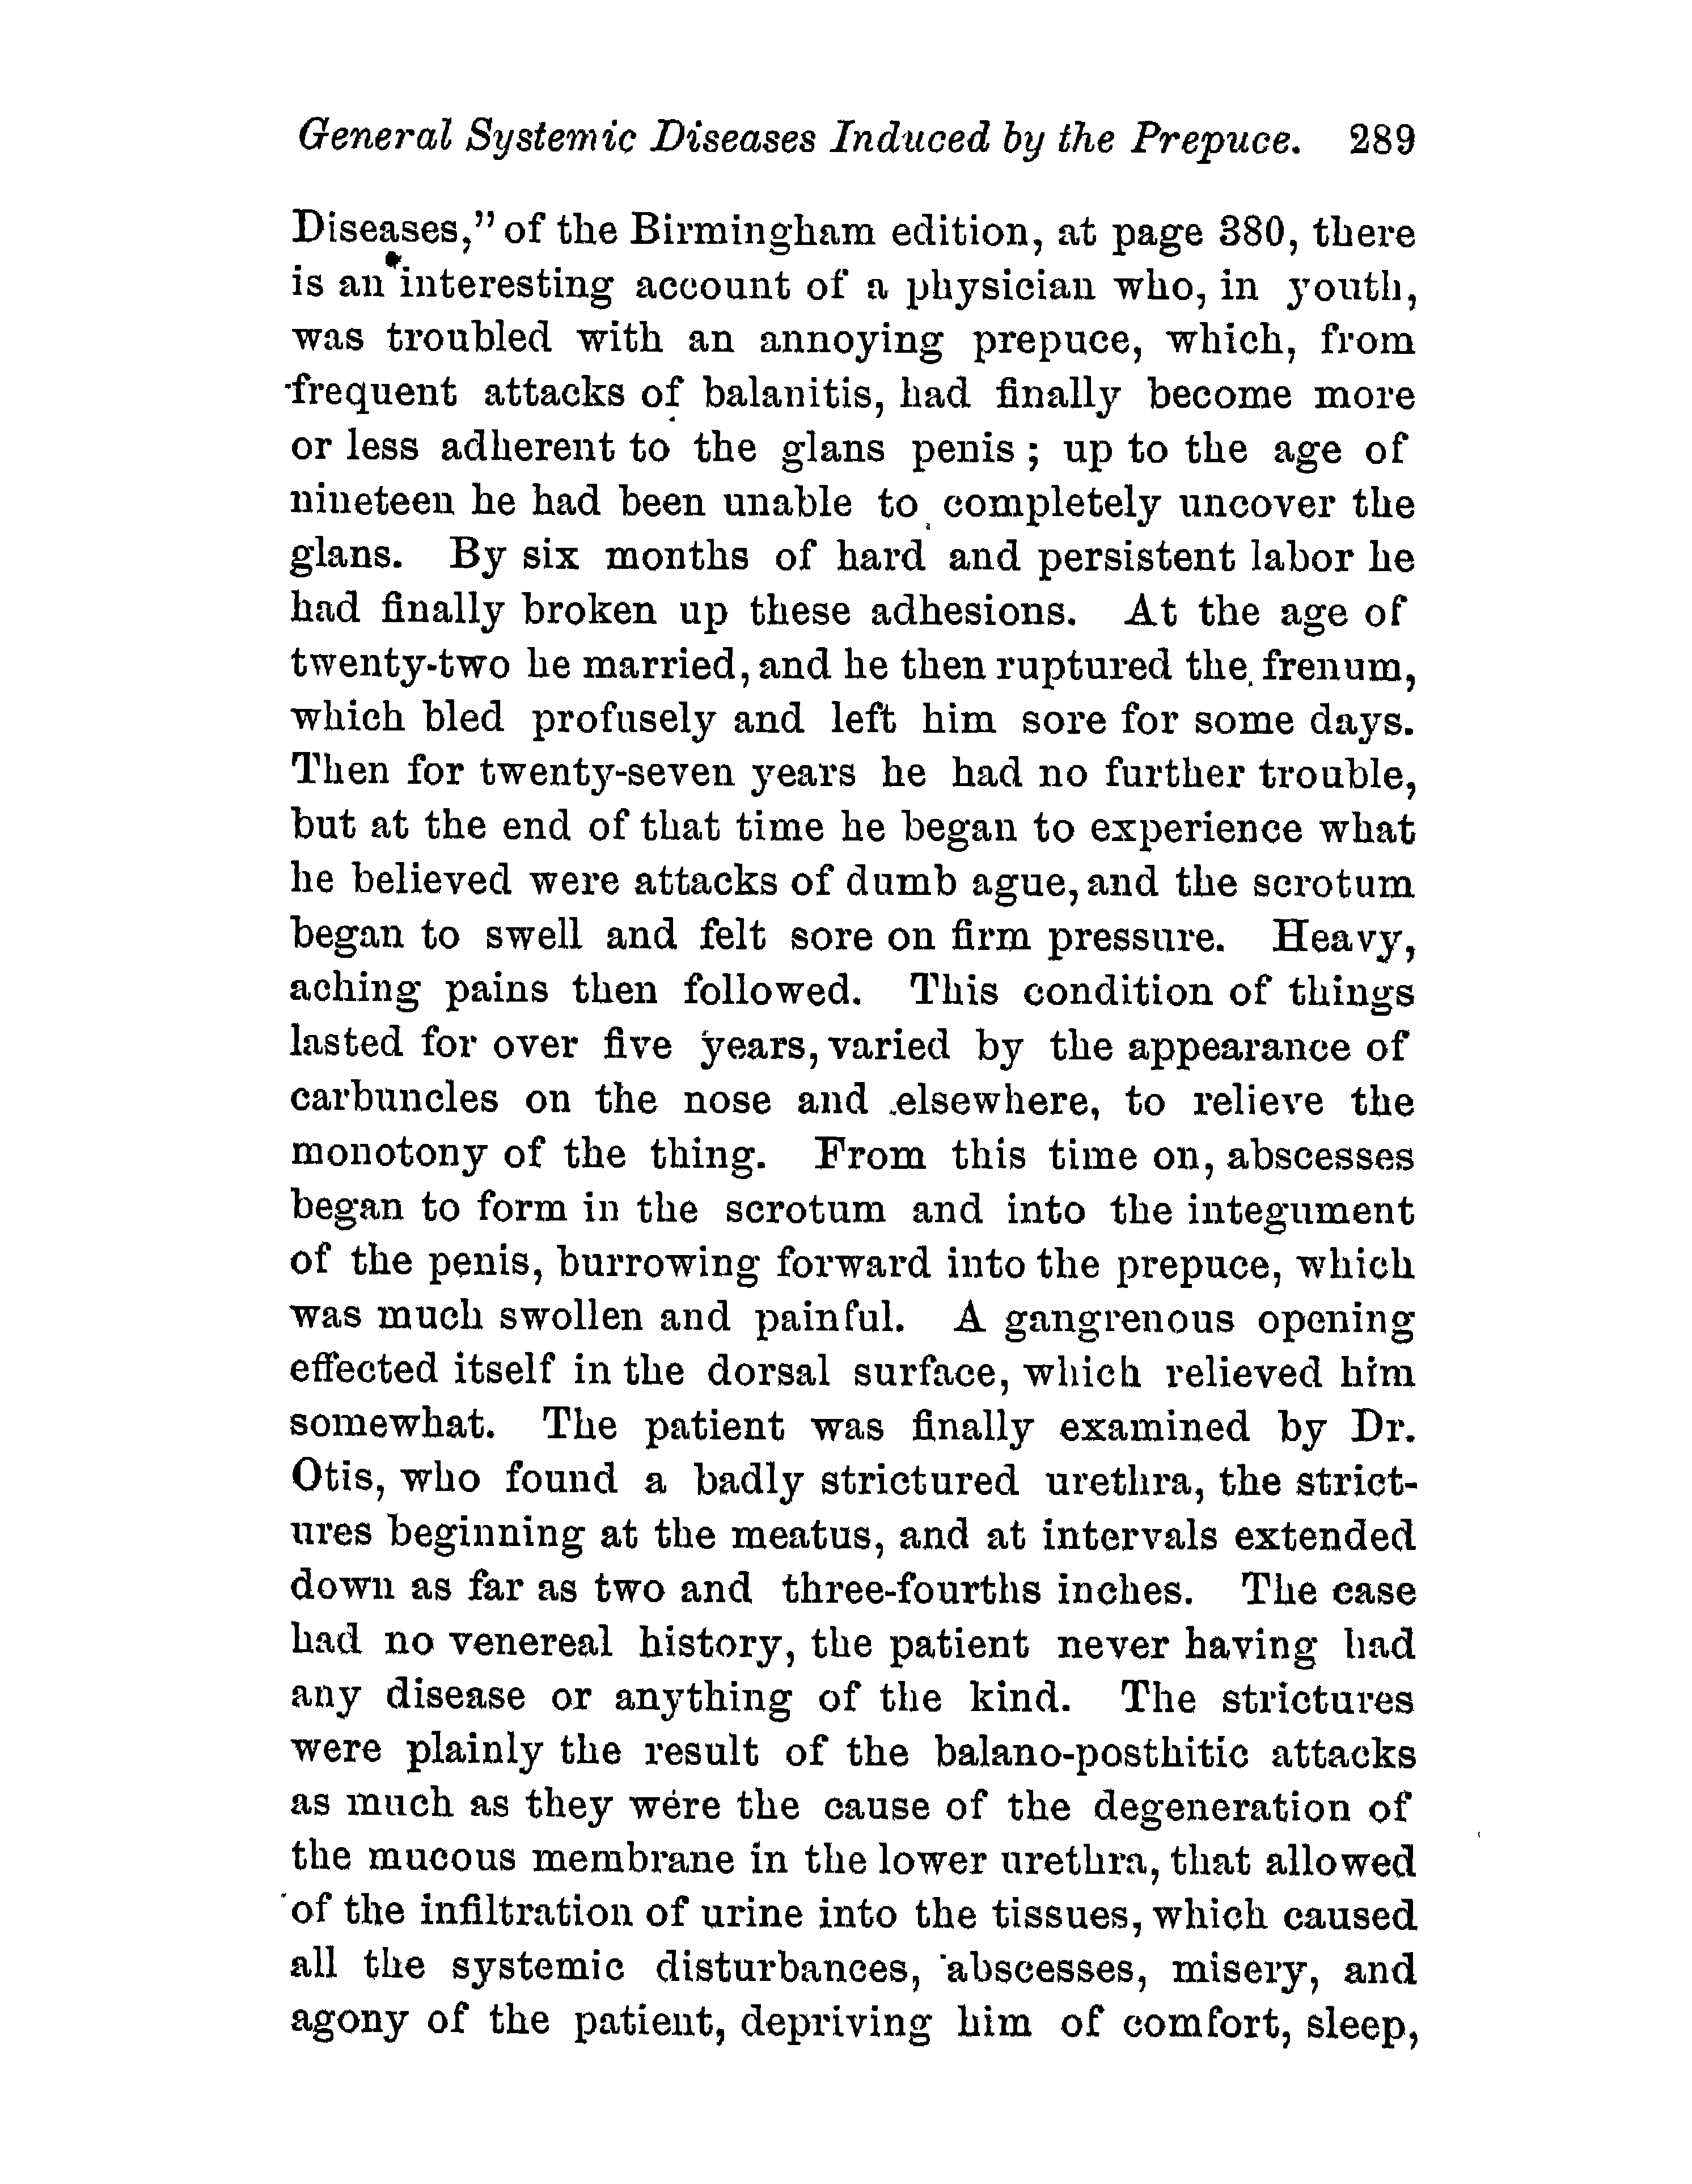 General Systemic Diseases Induced by the Prepuce. 289
Diseases," of the Birmingham edition, at page 380, there
is an interesting account of a physician who, in youth,
was troubled with an annoying prepuce, which, from
frequent attacks of balanitis, had finally become more
or less adherent to the glans penis; up to the age of
nineteen he had been unable to completely uncover the
glans. By six months of hard and persistent labor he
had finally broken up these adhesions. At the age of
twenty-two he married, and he then ruptured the frenum,
which bled profusely and left him sore for some days.
Then for twenty-seven years he had no further trouble,
but at the end of that time he began to experience what
he believed were attacks of dumb ague, and the scrotum
began to swell and felt sore on firm pressure. Heavy,
aching pains then followed. This condition of things
lasted for over five years, varied by the appearance of
carbuncles on the nose and elsewhere, to relieve the
monotony of the thing. From this time on, abscesses
began to form in the scrotum and into the integument
of the penis, burrowing forward into the prepuce, which
was much swollen and painful. A gangrenous opening
effected itself in the dorsal surface, which relieved him
somewhat. The patient was finally examined by Dr.
Otis, who found a badly strictured urethra, the strict-
ures beginning at the meatus, and at intervals extended
down as far as two and three-fourths inches. The case
had no venereal history, the patient never having had
any disease or anything of the kind. The strictures
were plainly the result of the balano-posthitic attacks
as much as they were the cause of the degeneration of
the mucous membrane in the lower urethra, that allowed
of the infiltration of urine into the tissues, which caused
all the systemic disturbances, abscesses, misery, and
agony of the patient, depriving him of comfort, sleep,